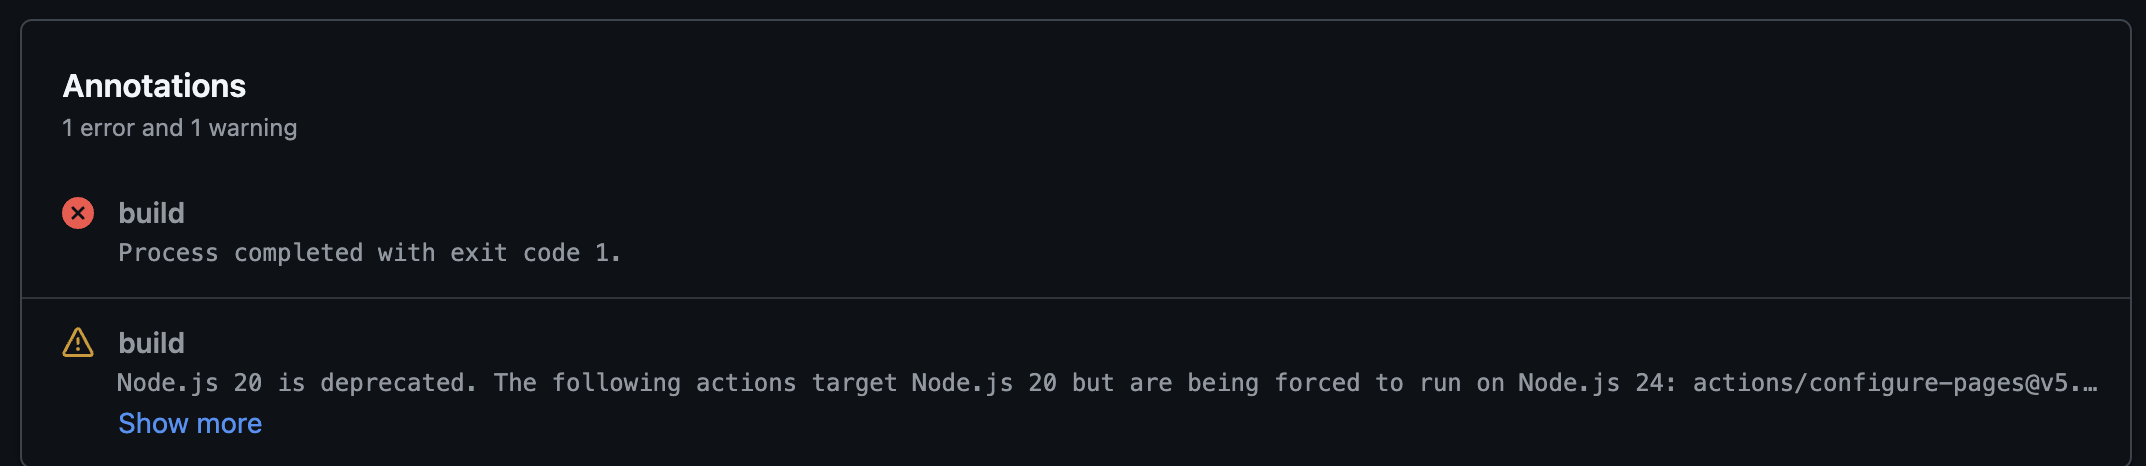 Annotations
1 error and 1 warning
build
Process completed with exit code 1.
build
Node.js 20 is deprecated. The following actions target Node.js 20 but are being forced to run on Node.js 24: actions/configure-pages@v5.…
Show more